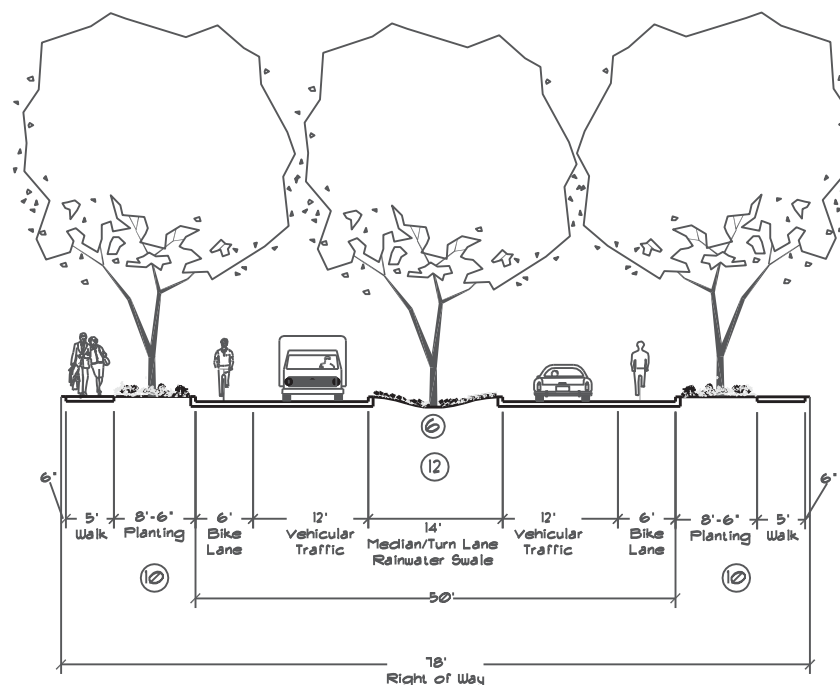 6
12
6"
6"
5'
Walk
8'-6"
Planting
6'
Bike
Lane
12'
Vehicular
Traffic
14'
Median/Turn Lane
Rainwater Swale
12'
Vehicular
Traffic
6'
Bike
Lane
8'-6"
Planting
5'
Walk
10
10
50'
78'
Right of Way